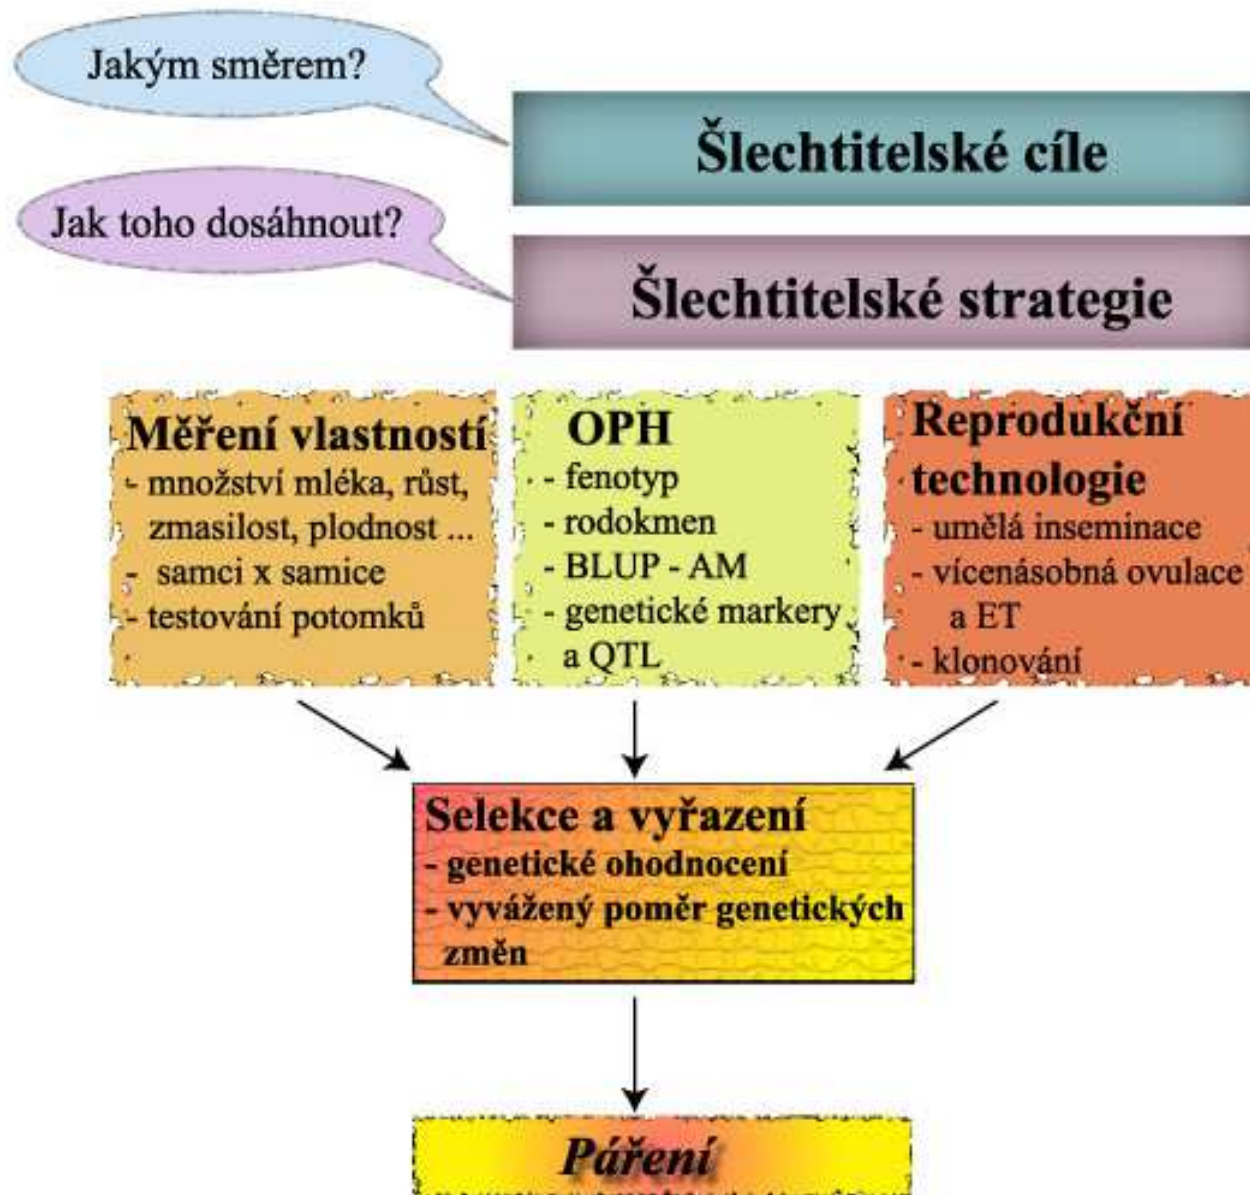 Jakým směrem?
Šlechtitelské cíle
Jak toho dosáhnout?
Šlechtitelské strategie
Měření vlastností
- množství mléka, růst,
zmasilost, plodnost ...
- samci x samice
- testování potomků
OPH
- fenotyp
- rodokmen
- BLUP - AM
- genetické markery
a QTL
Reprodukční
technologie
- umělá inseminace
- vícenásobná ovulace
a ET
- klonování
Selekce a vyřazení
- genetické ohodnocení
- vyvážený poměr genetických
změn
Páření